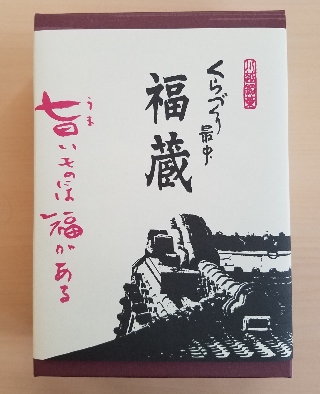 くらづくり最中
福蔵
うま
旨いものには福がある